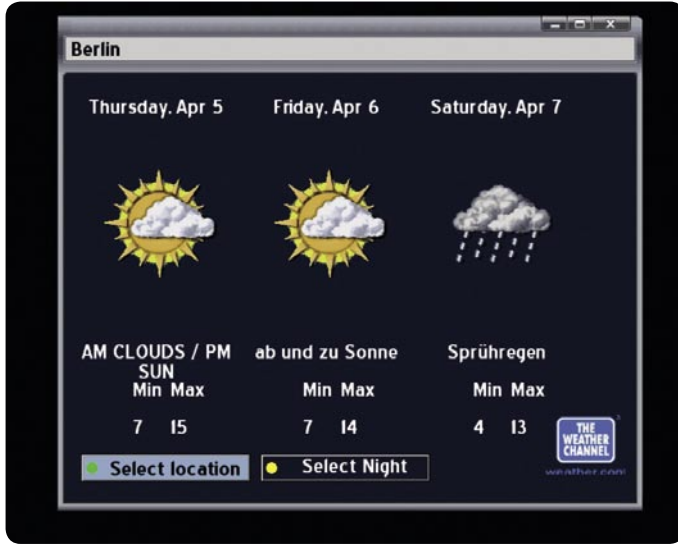 Berlin
Thursday, Apr 5 Friday, Apr 6 Saturday, Apr 7
AM CLOUDS / PM ab und zu Sonne Sprühregen
SUN
Min Max Min Max Min Max
7 15 7 14 4 13
THE
WEATHER
CHANNEL
Select location Select Night
weather.com